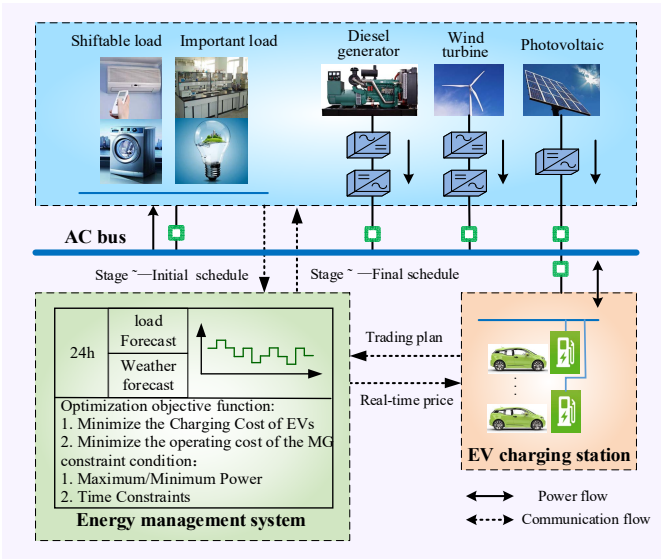 Shiftable load
Important load
Diesel
generator
Wind
turbine
Photovoltaic
AC bus
Stage ~—Initial schedule
Stage ~—Final schedule
24h
load
Forecast
Weather
forecast
Optimization objective function:
1. Minimize the Charging Cost of EVs
2. Minimize the operating cost of the MG
constraint condition：
1. Maximum/Minimum Power
2. Time Constraints
Energy management system
Trading plan
Real-time price
EV charging station
Power flow
Communication flow